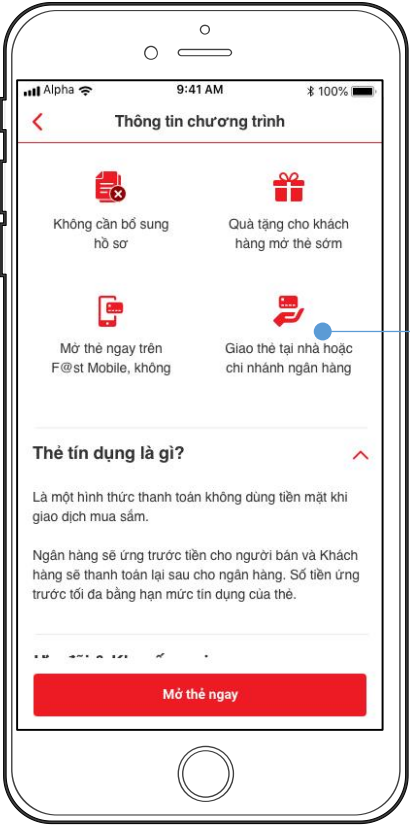 Alpha 9:41 AM 100%
Thông tin chương trình
Không cần bổ sung
hồ sơ
Quà tặng cho khách
hàng mở thẻ sớm
Mở thẻ ngay trên
F@st Mobile, không
Giao thẻ tại nhà hoặc
chi nhánh ngân hàng
Thẻ tín dụng là gì?
Là một hình thức thanh toán không dùng tiền mặt khi
giao dịch mua sắm.
Ngân hàng sẽ ứng trước tiền cho người bán và Khách
hàng sẽ thanh toán lại sau cho ngân hàng. Số tiền ứng
trước tối đa bằng hạn mức tín dụng của thẻ.
Mở thẻ ngay